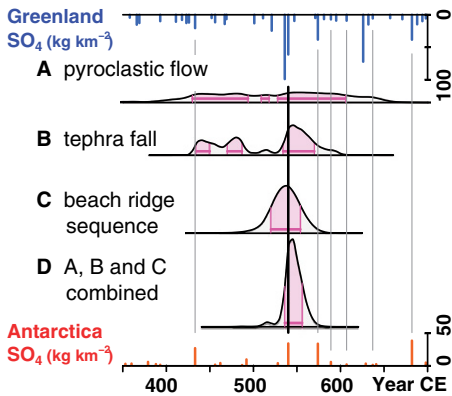 Greenland
SO₄ (kg km⁻²)
0
100
A pyroclastic flow
B tephra fall
C beach ridge
sequence
D A, B and C
combined
Antarctica
SO₄ (kg km⁻²)
50
0
400 500 600 Year CE